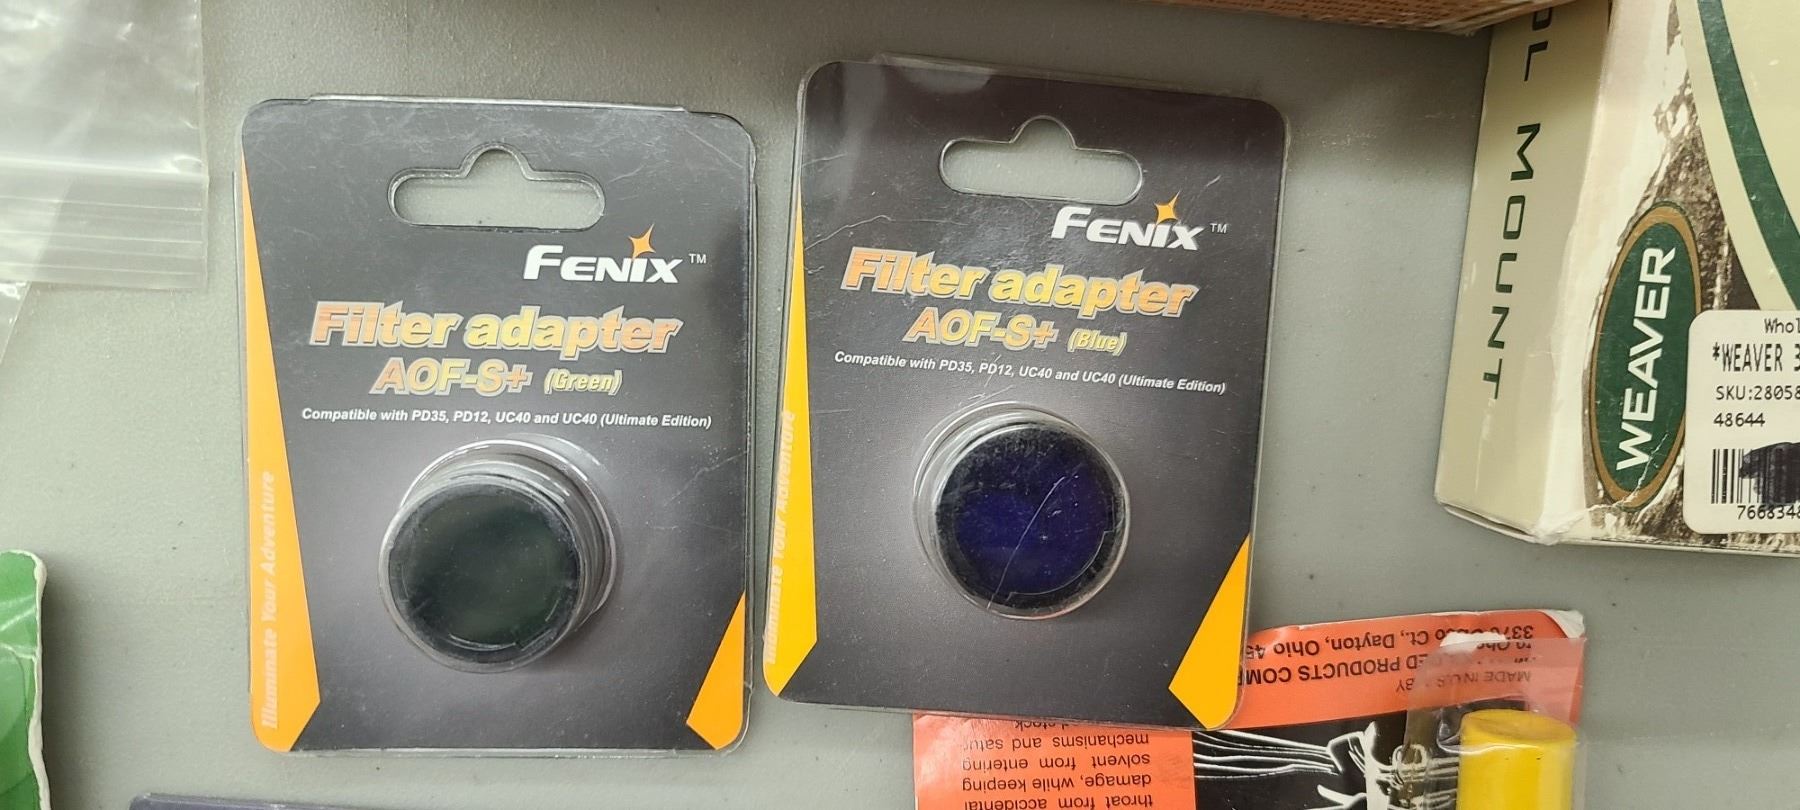 FENIX™
Filter adapter
AOF-S+ (Green)
Compatible with PD35, PD12, UC40 and UC40 (Ultimate Edition)
Illuminate Your Adventure
FENIX™
Filter adapter
AOF-S+ (Blue)
Compatible with PD35, PD12, UC40 and UC40 (Ultimate Edition)
Illuminate Your Adventure
MOUNT
WEAVER
*WEAVER 3
SKU:28058
48644
MADE IN U.S. BY
PRODUCTS
Ct., Dayton, Ohio 45
throat from accidental
damage, while keeping
solvent from entering
mechanisms and